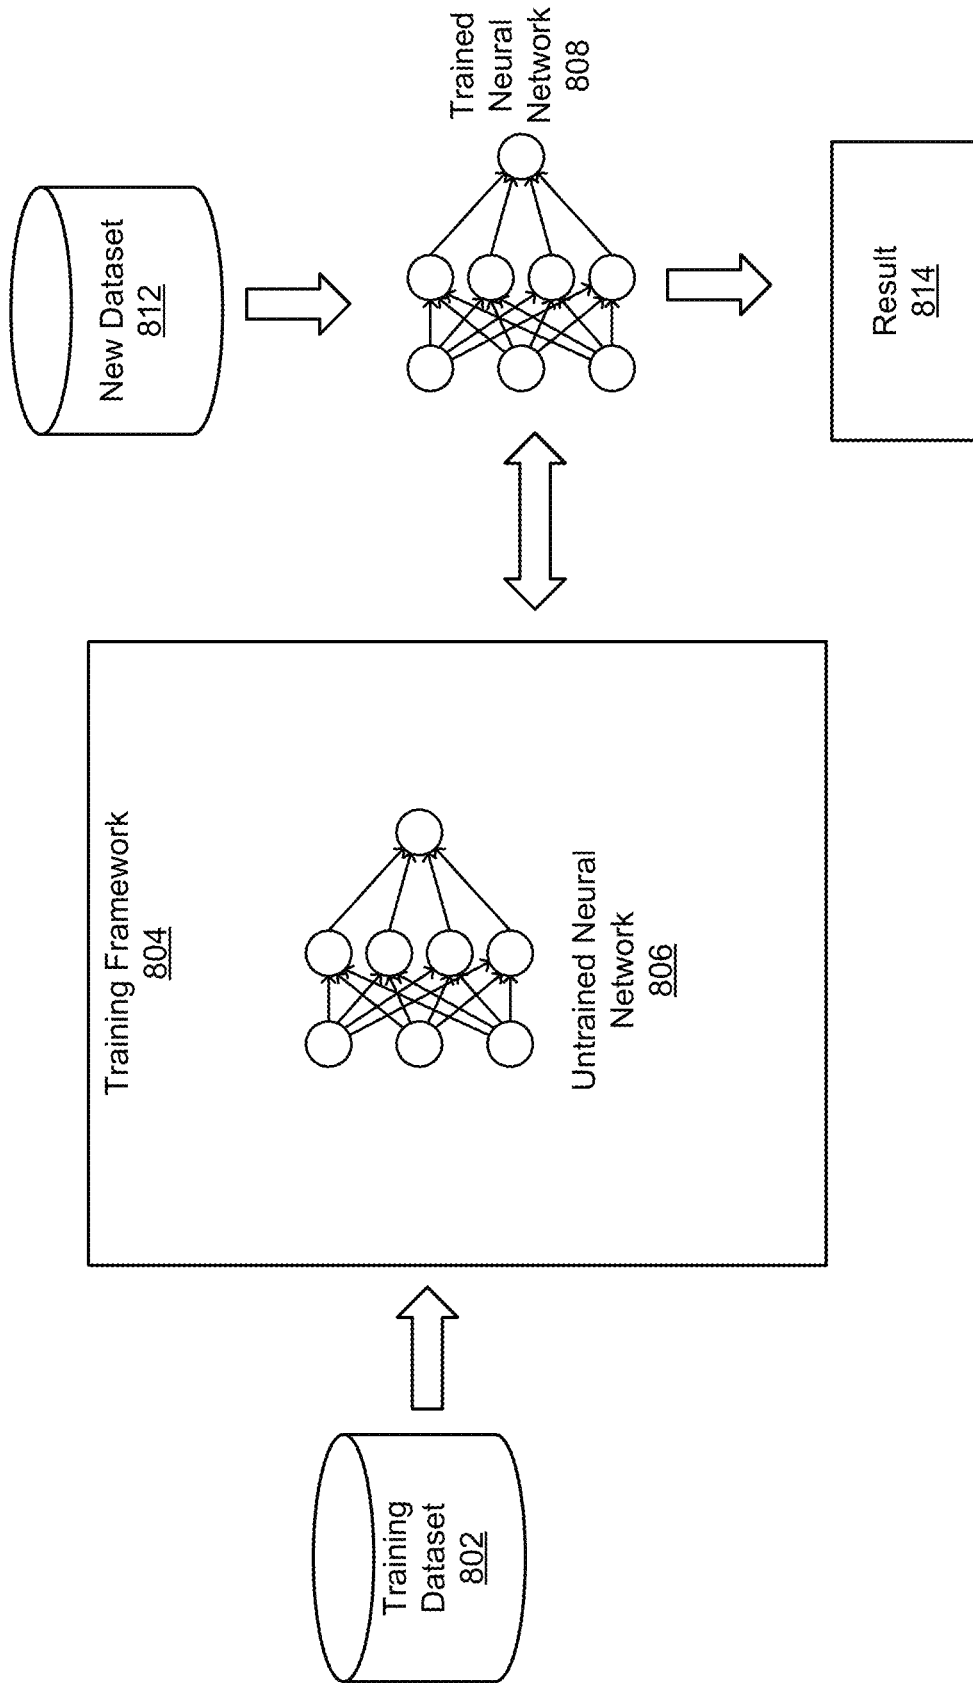 Training
Dataset
802
Training Framework
804
Untrained Neural
Network
806
New Dataset
812
Trained
Neural
Network
808
Result
814